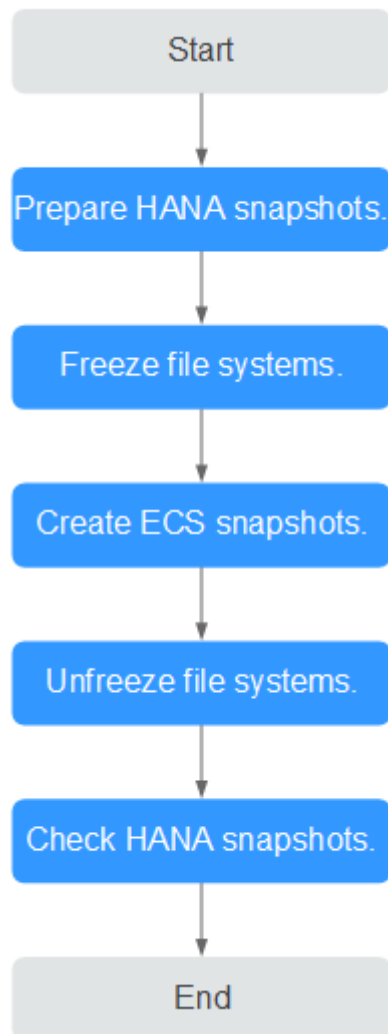 Start
Prepare HANA snapshots.
Freeze file systems.
Create ECS snapshots.
Unfreeze file systems.
Check HANA snapshots.
End